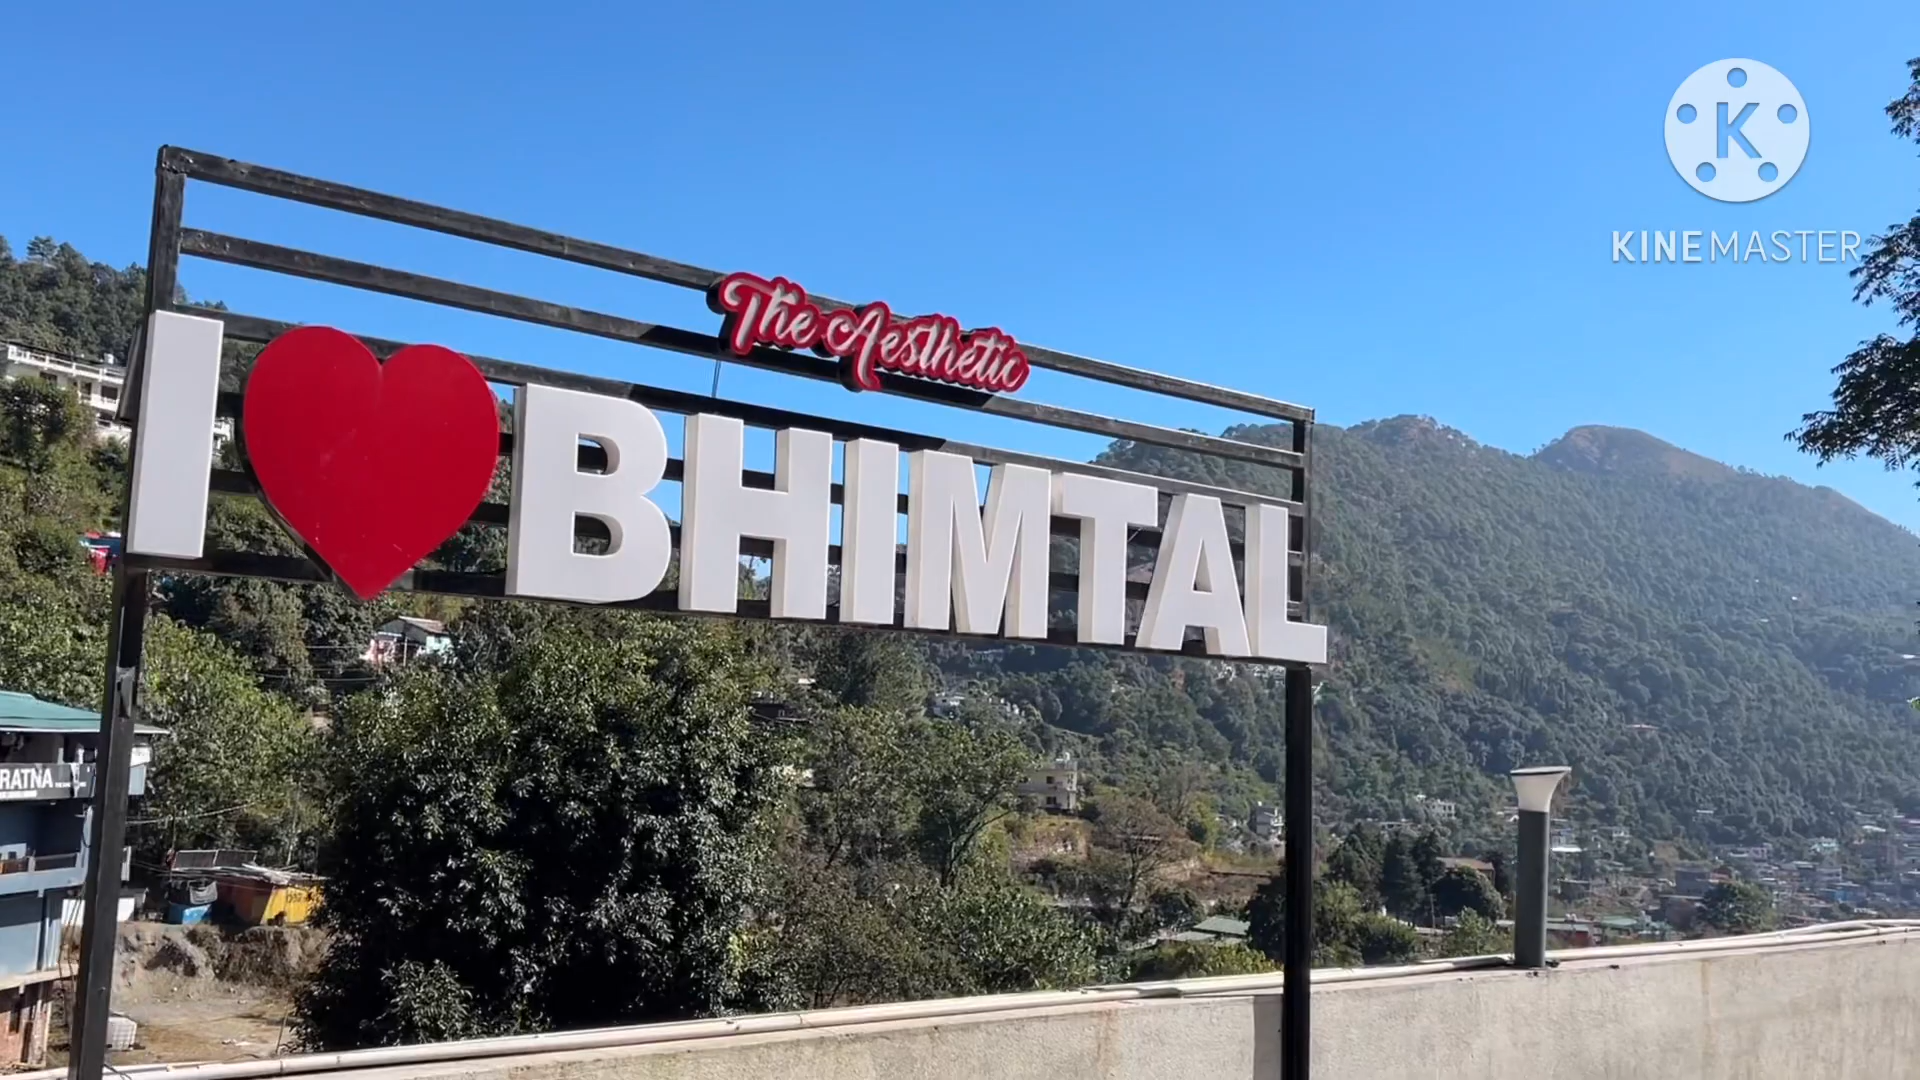 K
KINEMASTER
The Aesthetic
I ❤ BHIMTAL
RATNA